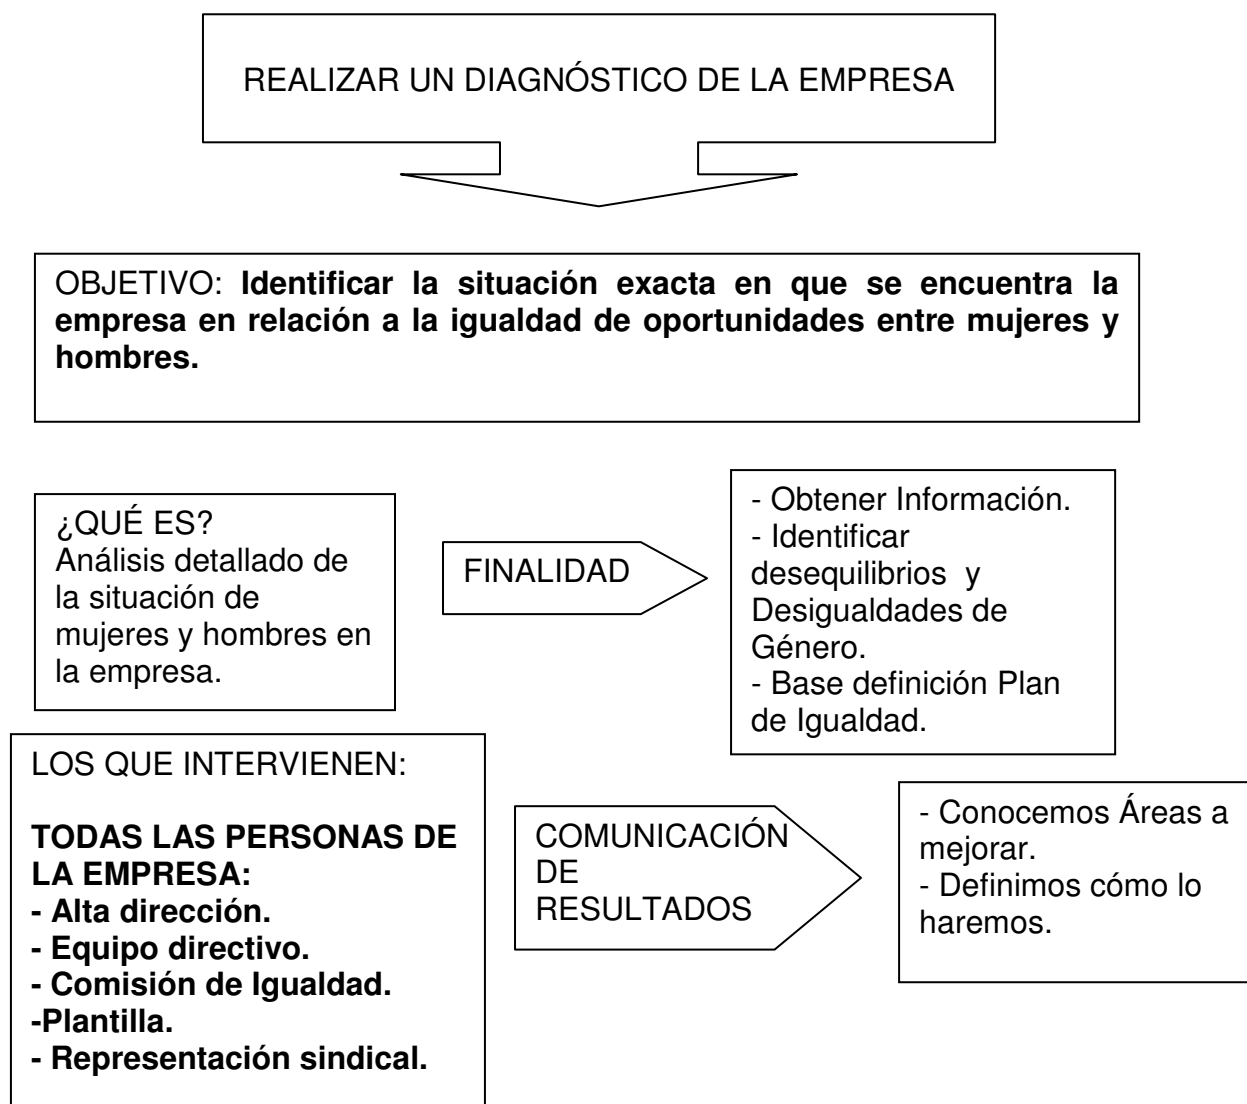 REALIZAR UN DIAGNÓSTICO DE LA EMPRESA
OBJETIVO: Identificar la situación exacta en que se encuentra la
empresa en relación a la igualdad de oportunidades entre mujeres y
hombres.
¿QUÉ ES?
Análisis detallado de
la situación de
mujeres y hombres en
la empresa.
FINALIDAD
- Obtener Información.
- Identificar
desequilibrios y
Desigualdades de
Género.
- Base definición Plan
de Igualdad.
LOS QUE INTERVIENEN:
TODAS LAS PERSONAS DE
LA EMPRESA:
- Alta dirección.
- Equipo directivo.
- Comisión de Igualdad.
-Plantilla.
- Representación sindical.
COMUNICACIÓN
DE
RESULTADOS
- Conocemos Áreas a
mejorar.
- Definimos cómo lo
haremos.